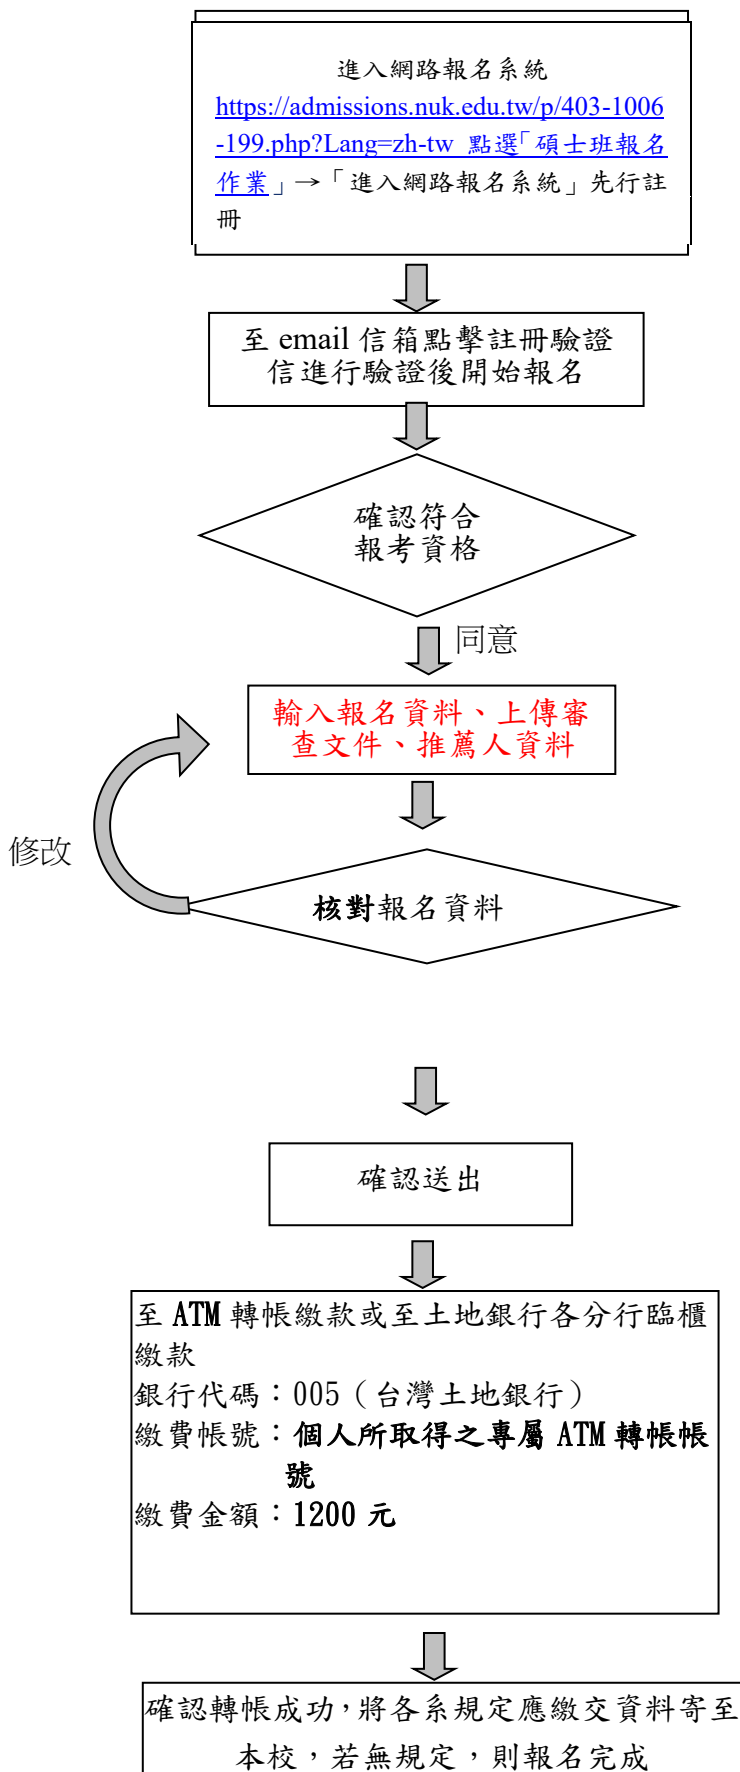 進入網路報名系統
https://admissions.nuk.edu.tw/p/403-1006
-199.php?Lang=zh-tw 點選「碩士班報名
作業」→「進入網路報名系統」先行註
冊
至 email 信箱點擊註冊驗證
信進行驗證後開始報名
確認符合
報考資格
同意
輸入報名資料、上傳審
查文件、推薦人資料
修改
核對報名資料
確認送出
至 ATM 轉帳繳款或至土地銀行各分行臨櫃
繳款
銀行代碼：005（台灣土地銀行）
繳費帳號：個人所取得之專屬 ATM 轉帳帳
號
繳費金額：1200 元
確認轉帳成功，將各系規定應繳交資料寄至
本校，若無規定，則報名完成